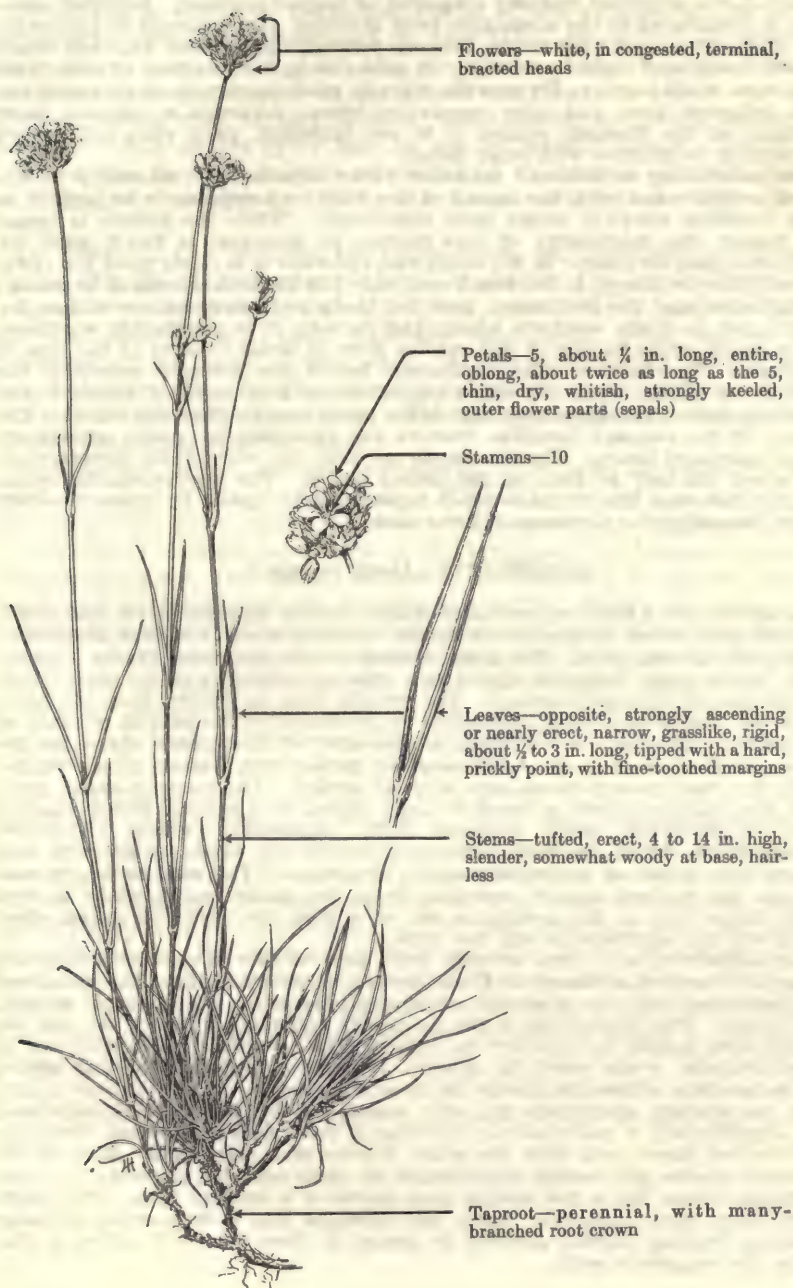 Flowers—white, in congested, terminal,
bracted heads
Petals—5, about ¼ in. long, entire,
oblong, about twice as long as the 5,
thin, dry, whitish, strongly keeled,
outer flower parts (sepals)
Stamens—10
Leaves—opposite, strongly ascending
or nearly erect, narrow, grasslike, rigid,
about ½ to 3 in. long, tipped with a hard,
prickly point, with fine-toothed margins
Stems—tufted, erect, 4 to 14 in. high,
slender, somewhat woody at base, hair-
less
Taproot—perennial, with many-
branched root crown